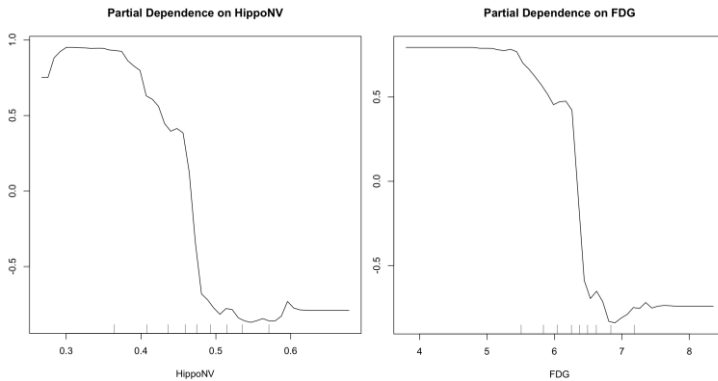 Partial Dependence on HippoNV
1.0
0.5
0.0
-0.5
0.3 0.4 0.5 0.6
HippoNV
Partial Dependence on FDG
0.5
0.0
-0.5
4 5 6 7 8
FDG